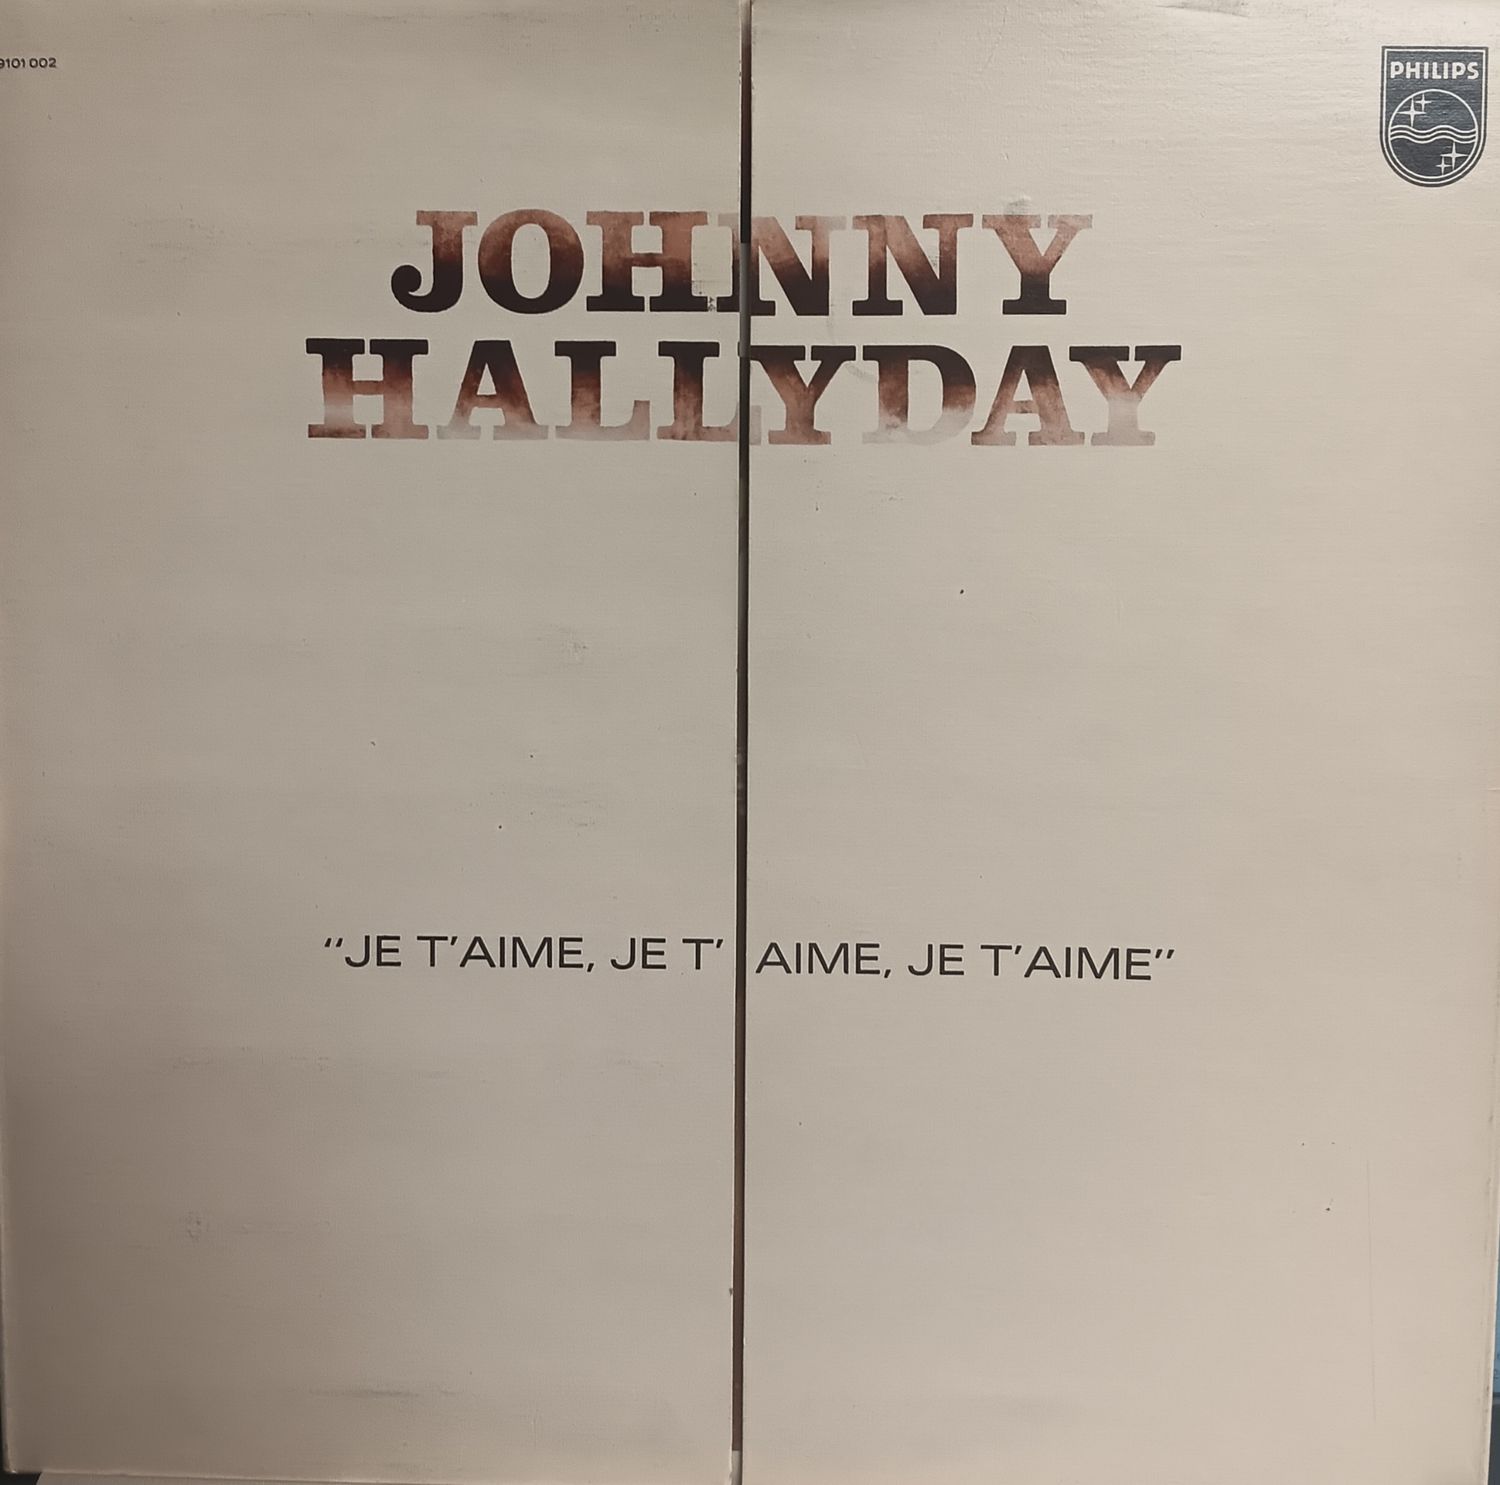 9101 002
PHILIPS
JOHNNY
HALLYDAY
"JE T'AIME, JE T'AIME, JE T'AIME"